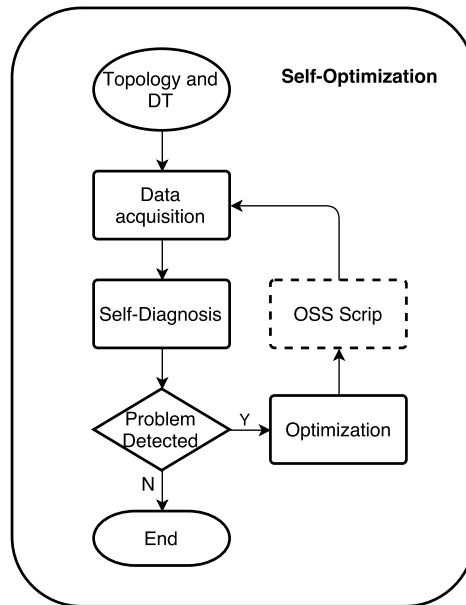 Self-Optimization
Topology and
DT
Data
acquisition
Self-Diagnosis
OSS Scrip
Problem
Detected
Y
Optimization
N
End